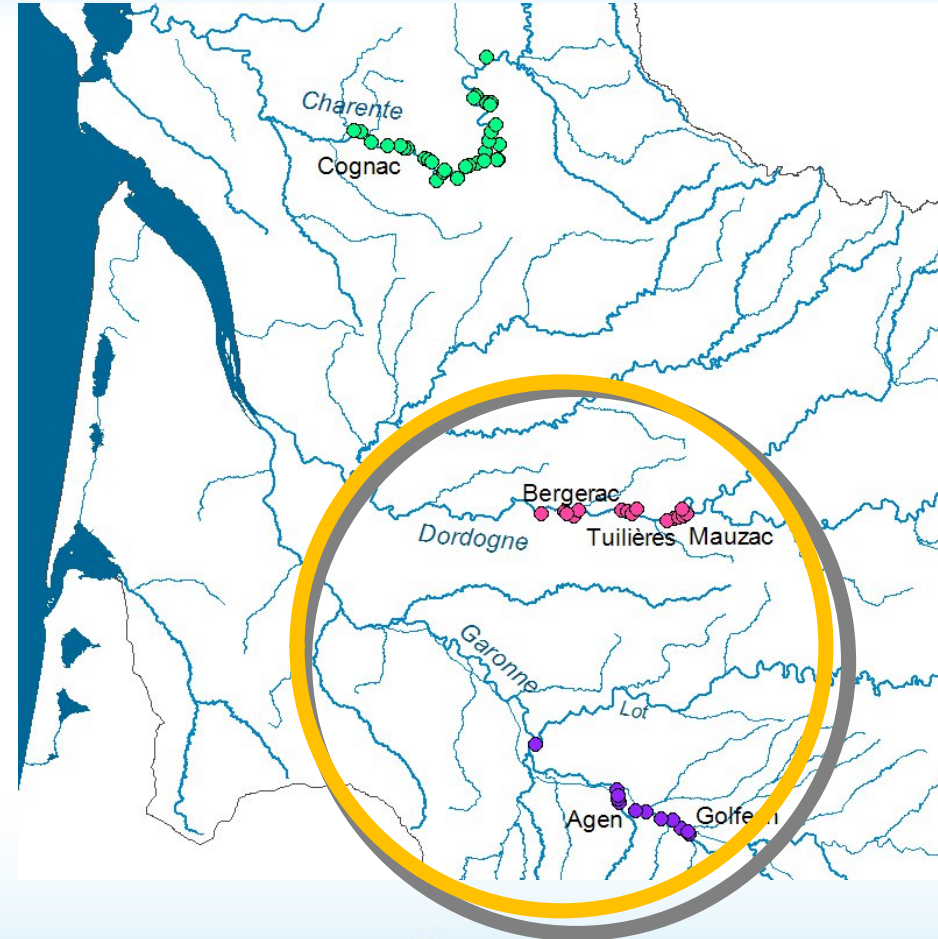 Charente
Cognac
Bergerac
Dordogne
Tuilières
Mauzac
Garonne
Lot
Agen
Golfech